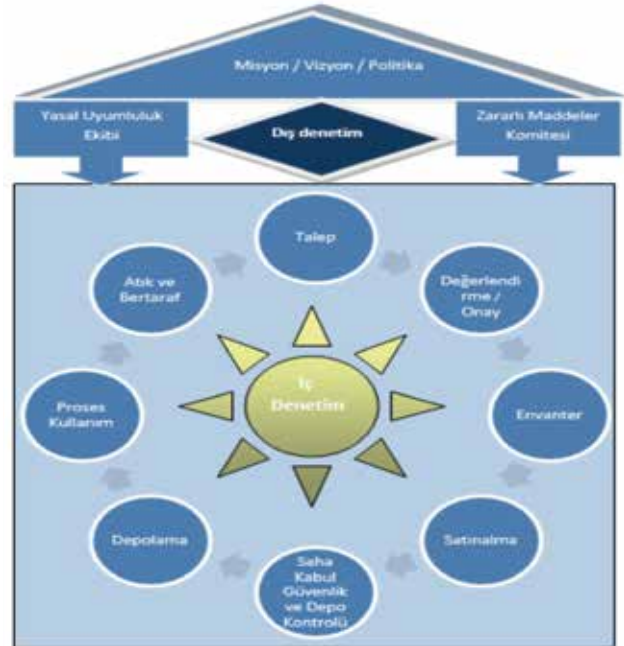 Misyon / Vizyon / Politika
Yasal Uyumluluk
Ekibi
Dış denetim
Zararlı Maddeler
Komitesi
Talep
Değerlendi
rme /
Onay
Envanter
Satınalma
Saha
Kabul
Güvenlik
ve Depo
Kontrolü
Depolama
Proses
Kullanım
Atık ve
Bertaraf
İç
Denetim